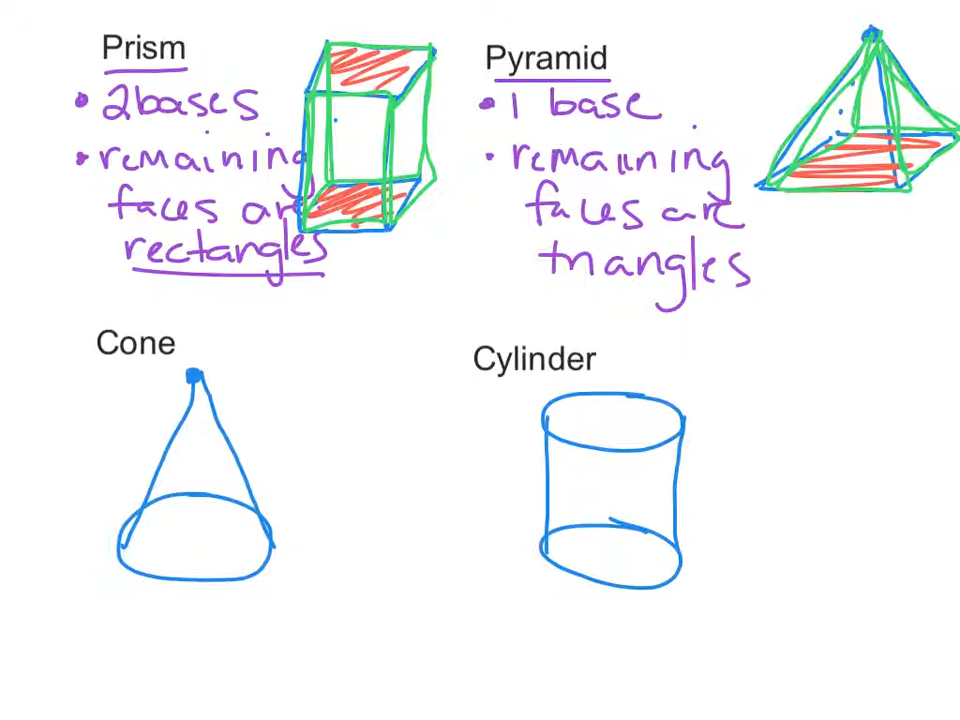 Prism
• 2 bases
• remaining
faces are
rectangles
Pyramid
• 1 base
• remaining
faces are
triangles
Cone
Cylinder